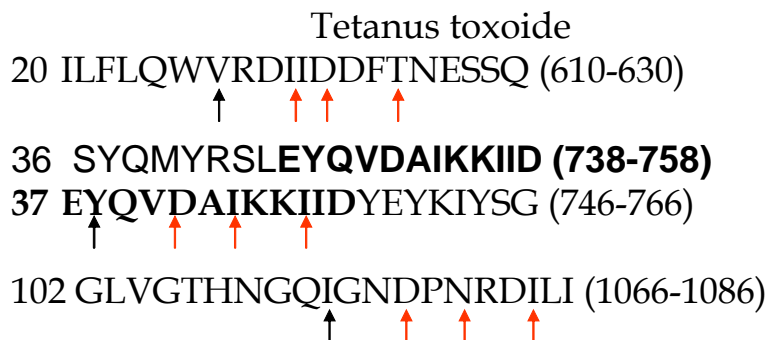 Tetanus toxoide
20 ILFLQWVRDIIDDFTNESSQ (610-630)
36 SYQMYRSLEYQVDAIKKIID (738-758)
37 EYQVDAIKKIIDYEYKIYSG (746-766)
102 GLVGTHNGQIGNDPNRDILI (1066-1086)